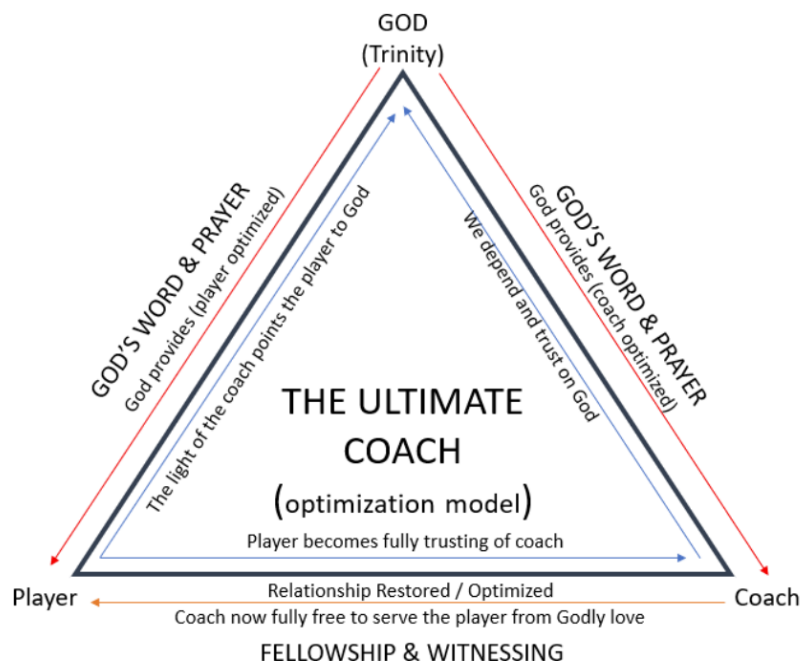 GOD
(Trinity)
GOD'S WORD & PRAYER
God provides (player optimized)
The light of the coach points the player to God
GOD'S WORD & PRAYER
God provides (coach optimized)
We depend and trust on God
THE ULTIMATE
COACH
(optimization model)
Player becomes fully trusting of coach
Player
Relationship Restored / Optimized
Coach
Coach now fully free to serve the player from Godly love
FELLOWSHIP & WITNESSING